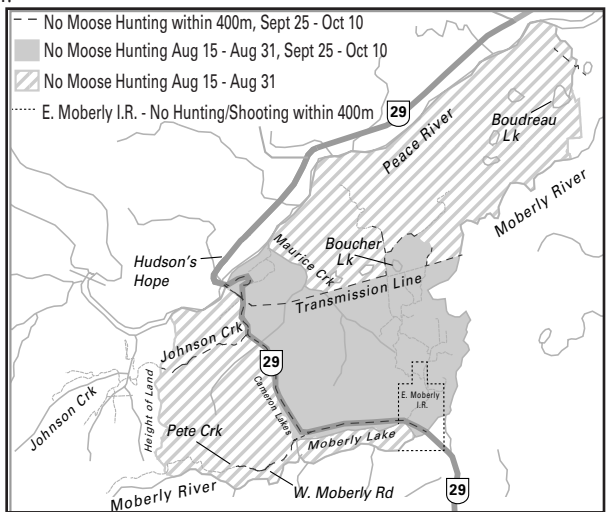 No Moose Hunting within 400m, Sept 25 - Oct 10
No Moose Hunting Aug 15 - Aug 31, Sept 25 - Oct 10
No Moose Hunting Aug 15 - Aug 31
E. Moberly I.R. - No Hunting/Shooting within 400m
29
Peace River
Boudreau
Lk
Moberly River
Hudson's
Hope
Maurice Crk
Boucher
Lk
Transmission Line
Johnson Crk
29
Cameron Lakes
E. Moberly
I.R.
Johnson Crk
Height of Land
Pete Crk
Moberly Lake
Moberly River
W. Moberly Rd
29